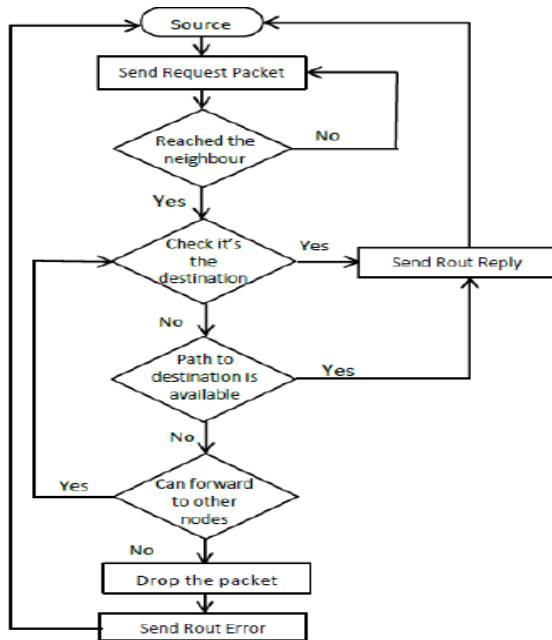 Source
Send Request Packet
Reached the
neighbour
No
Yes
Check it's
the
destination
Yes
Send Rout Reply
No
Path to
destination is
available
Yes
No
Can forward
to other
nodes
Yes
No
Drop the packet
Send Rout Error